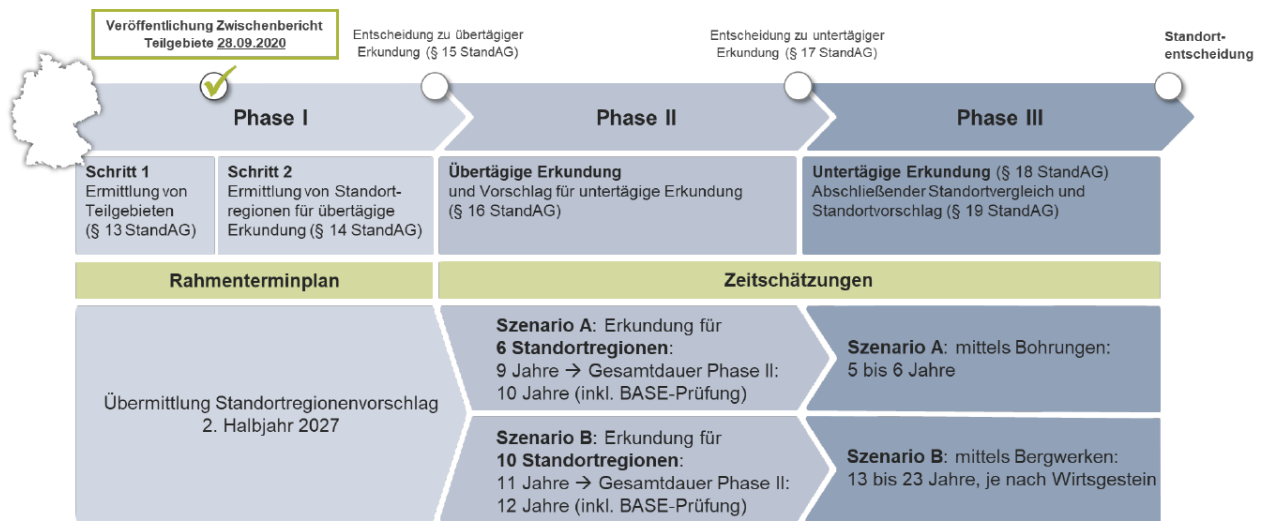 Veröffentlichung Zwischenbericht
Teilgebiete 28.09.2020
Entscheidung zu übertägiger
Erkundung (§ 15 StandAG)
Entscheidung zu untertägiger
Erkundung (§ 17 StandAG)
Standort-
entscheidung
Phase I
Phase II
Phase III
Schritt 1
Ermittlung von
Teilgebieten
(§ 13 StandAG)
Schritt 2
Ermittlung von Standort-
regionen für übertägige
Erkundung (§ 14 StandAG)
Übertägige Erkundung
und Vorschlag für untertägige Erkundung
(§ 16 StandAG)
Untertägige Erkundung (§ 18 StandAG)
Abschließender Standortvergleich und
Standortvorschlag (§ 19 StandAG)
Rahmenterminplan
Zeitschätzungen
Übermittlung Standortregionenvorschlag
2. Halbjahr 2027
Szenario A: Erkundung für
6 Standortregionen:
9 Jahre → Gesamtdauer Phase II:
10 Jahre (inkl. BASE-Prüfung)
Szenario A: mittels Bohrungen:
5 bis 6 Jahre
Szenario B: Erkundung für
10 Standortregionen:
11 Jahre → Gesamtdauer Phase II:
12 Jahre (inkl. BASE-Prüfung)
Szenario B: mittels Bergwerken:
13 bis 23 Jahre, je nach Wirtsgestein